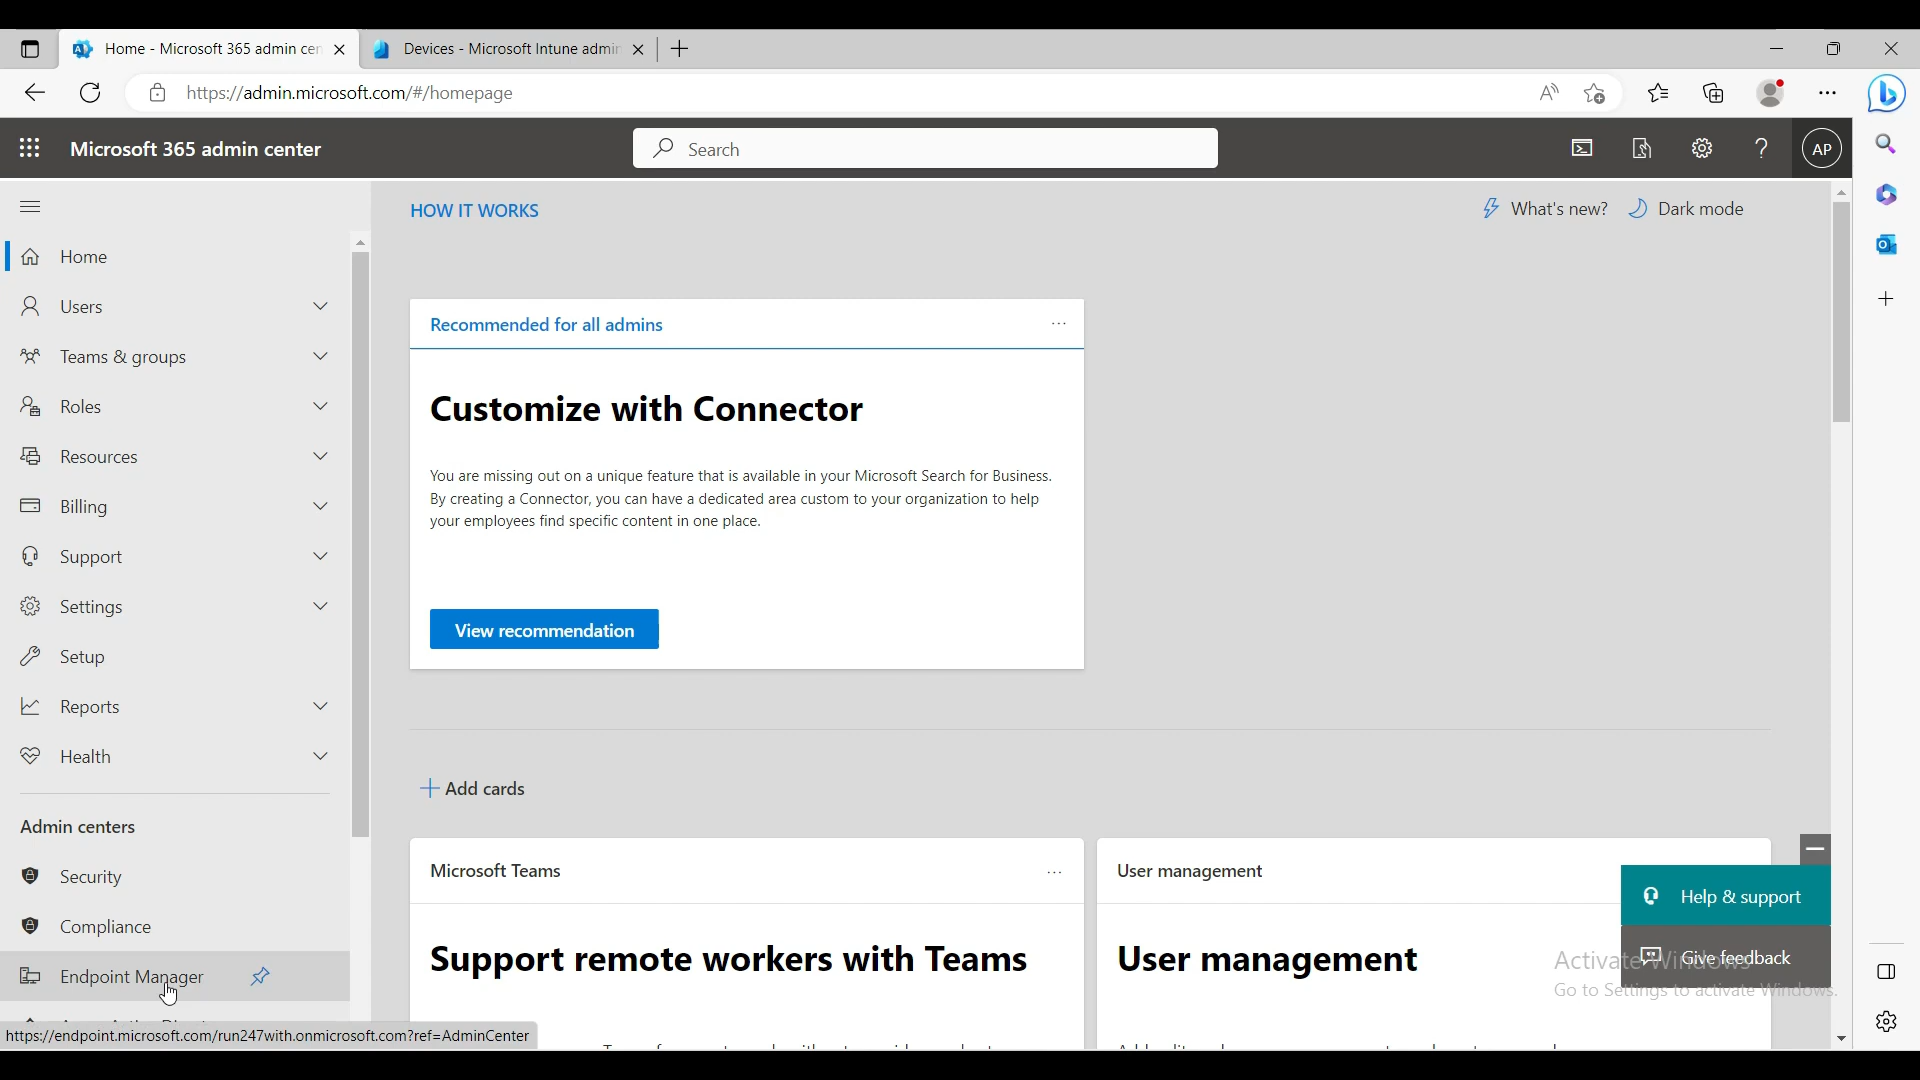 Home - Microsoft 365 admin cen
Devices - Microsoft Intune admin
https://admin.microsoft.com/#/homepage
Microsoft 365 admin center
Search
AP
HOW IT WORKS
What's new?
Dark mode
Home
Users
Teams & groups
Roles
Resources
Billing
Support
Settings
Setup
Reports
Health
Admin centers
Security
Compliance
Endpoint Manager
https://endpoint.microsoft.com/run247with.onmicrosoft.com?ref=AdminCenter
Recommended for all admins
Customize with Connector
You are missing out on a unique feature that is available in your Microsoft Search for Business.
By creating a Connector, you can have a dedicated area custom to your organization to help
your employees find specific content in one place.
View recommendation
Add cards
Microsoft Teams
Support remote workers with Teams
User management
User management
Help & support
Give feedback
Activate Windows
Go to Settings to activate Windows.